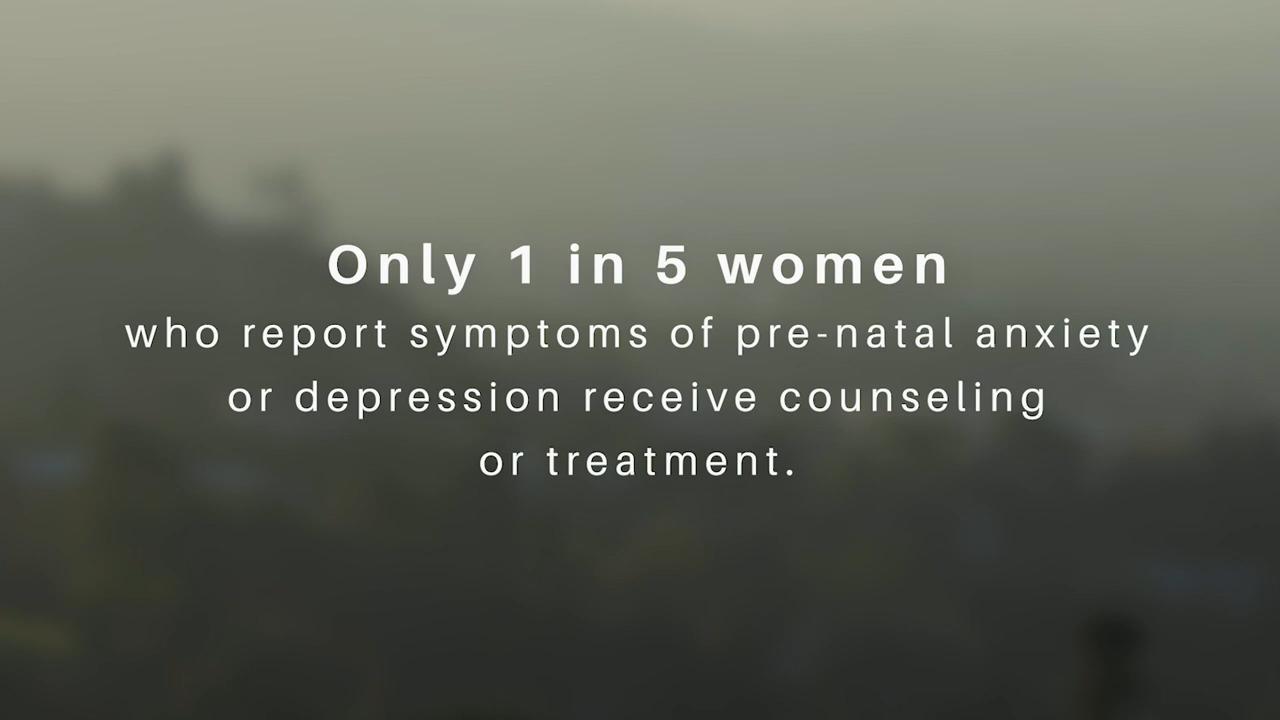 Only 1 in 5 women
who report symptoms of pre-natal anxiety
or depression receive counseling
or treatment.